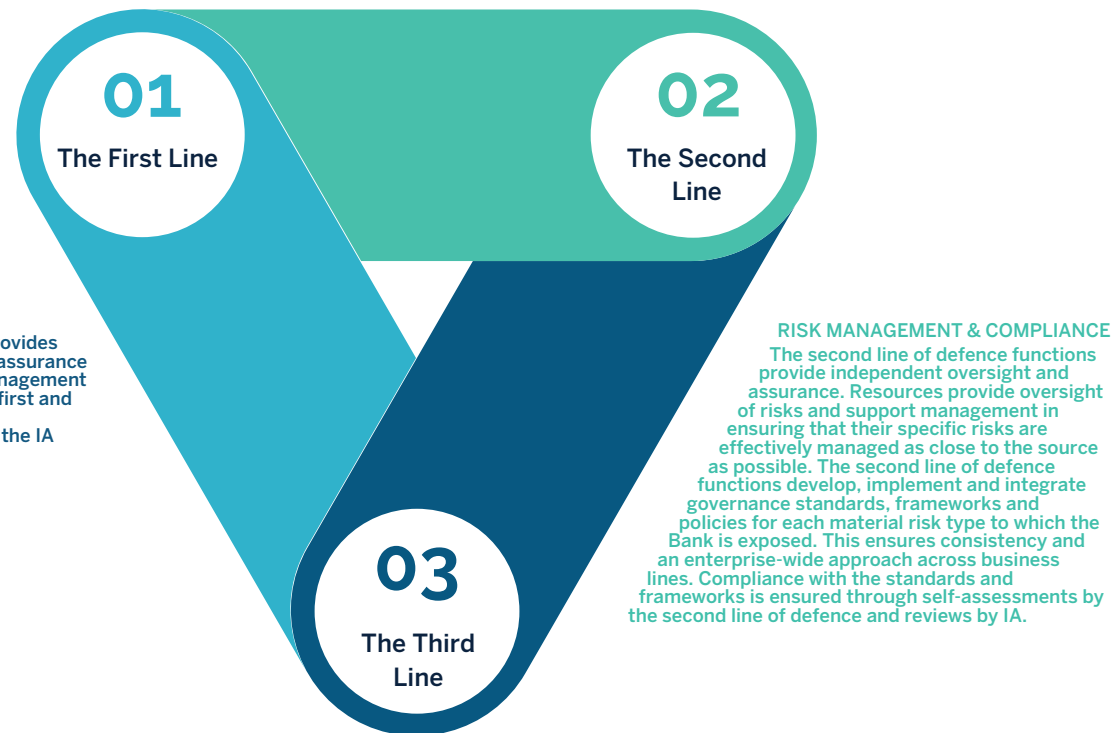 01
The First Line
02
The Second
Line
assurance
first and
the IA
RISK MANAGEMENT & COMPLIANCE
The second line of defence functions
provide independent oversight and
assurance. Resources provide oversight
of risks and support management in
ensuring that their specific risks are
effectively managed as close to the source
as possible. The second line of defence
functions develop, implement and integrate
governance standards, frameworks and
policies for each material risk type to which the
Bank is exposed. This ensures consistency and
an enterprise-wide approach across business
lines. Compliance with the standards and
frameworks is ensured through self-assessments by
the second line of defence and reviews by IA.
03
The Third
Line